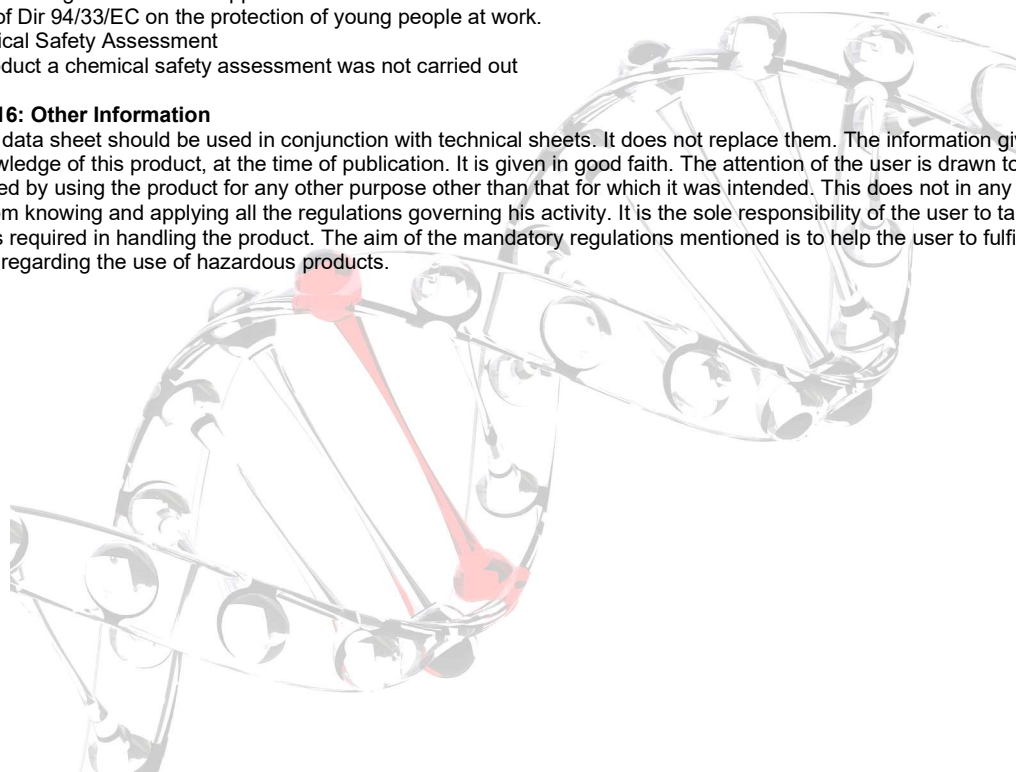 of Dir 94/33/EC on the protection of young people at work.
ical Safety Assessment
duct a chemical safety assessment was not carried out
16: Other Information
data sheet should be used in conjunction with technical sheets. It does not replace them. The information gi
wledge of this product, at the time of publication. It is given in good faith. The attention of the user is drawn to
ed by using the product for any other purpose other than that for which it was intended. This does not in any
om knowing and applying all the regulations governing his activity. It is the sole responsibility of the user to ta
s required in handling the product. The aim of the mandatory regulations mentioned is to help the user to fulfi
regarding the use of hazardous products.